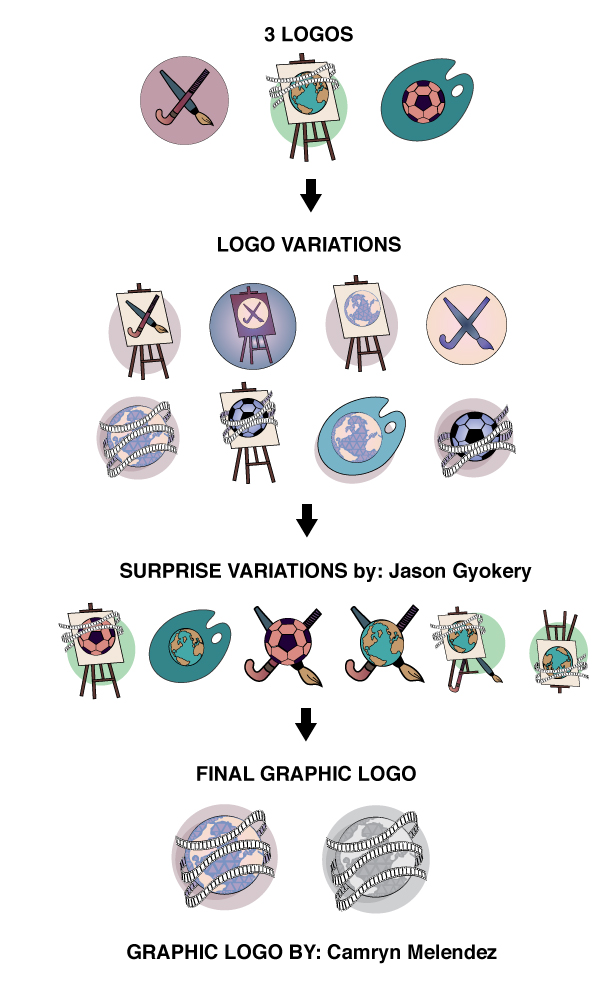 3 LOGOS
LOGO VARIATIONS
SURPRISE VARIATIONS by: Jason Gyokery
FINAL GRAPHIC LOGO
GRAPHIC LOGO BY: Camryn Melendez